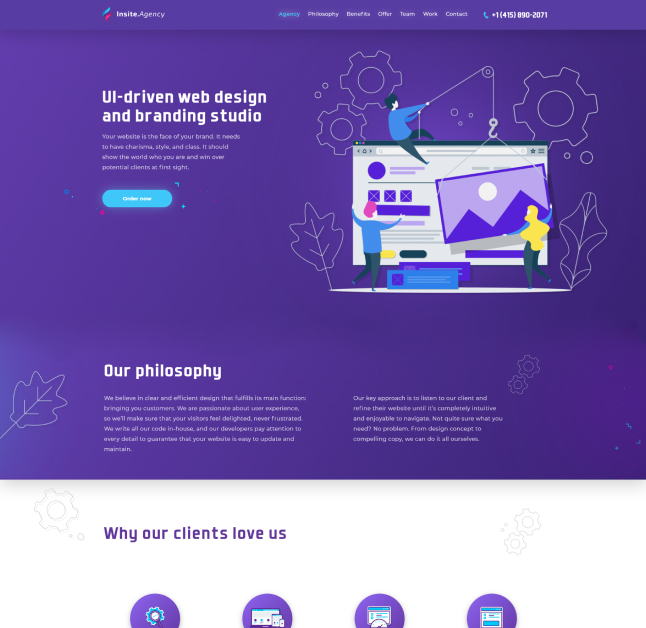 Insite.Agency
Agency Philosophy Benefits Offer Team Work Contact
+1 (415) 890-2071
UI-driven web design
and branding studio
Your website is the face of your brand. It needs
to have charisma, style, and class. It should
show the world who you are and win over
potential clients at first sight.
Order now
Our philosophy
We believe in clear and efficient design that fulfills its main function:
bringing you customers. We are passionate about user experience,
so we'll make sure that your visitors feel delighted, never frustrated.
We write all our code in-house, and our developers pay attention to
every detail to guarantee that your website is easy to update and
maintain.
Our key approach is to listen to our client and
refine their website until it's completely intuitive
and enjoyable to navigate. Not quite sure what you
need? No problem. From design concept to
compelling copy, we can do it all ourselves.
Why our clients love us